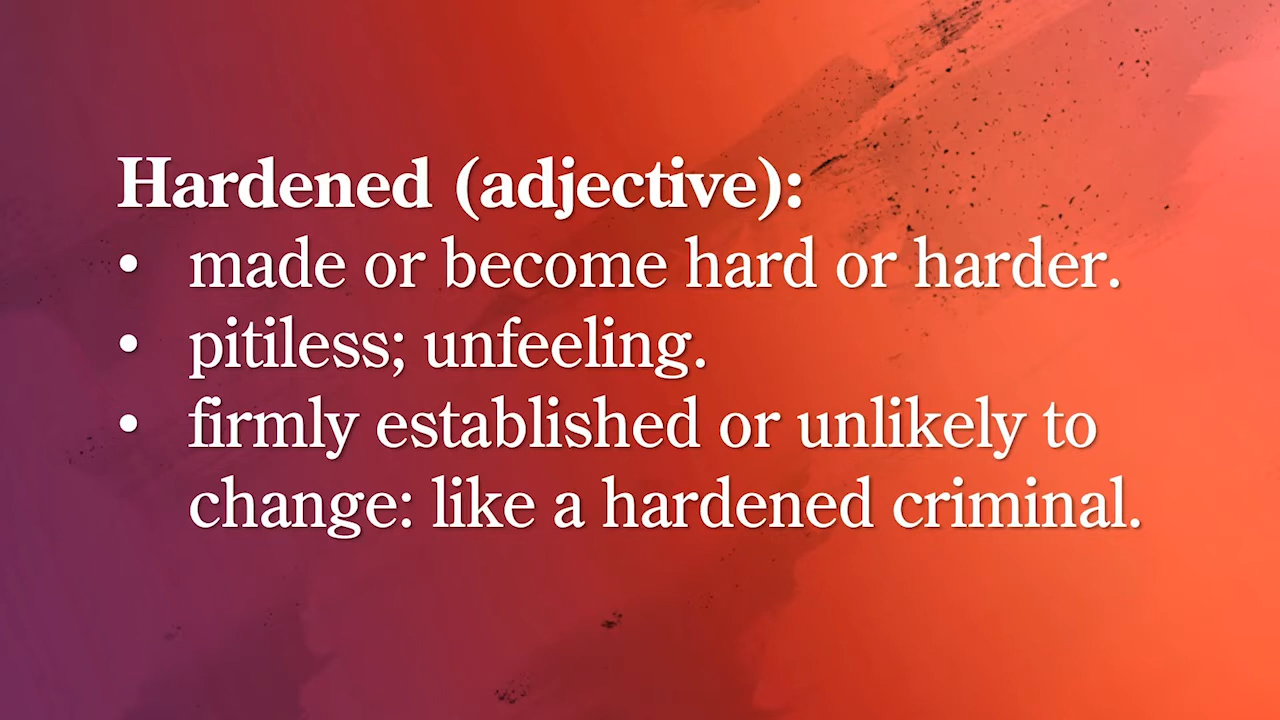 Hardened (adjective):
• made or become hard or harder.
• pitiless; unfeeling.
• firmly established or unlikely to
change: like a hardened criminal.